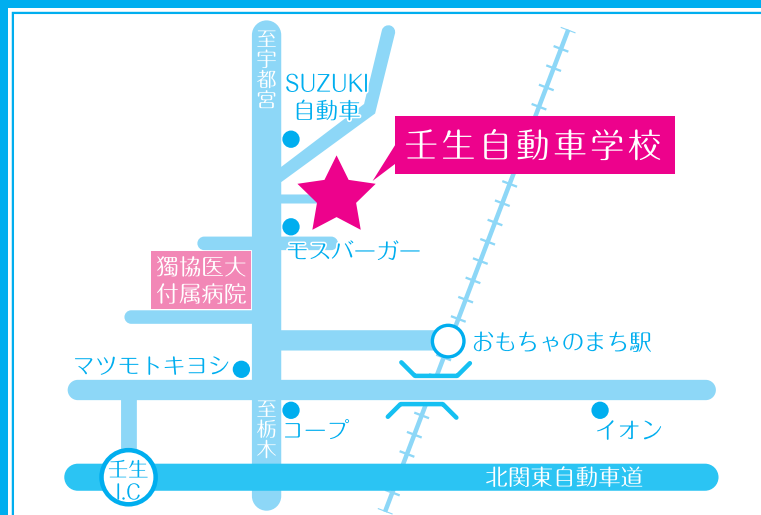 至宇都宮
SUZUKI
自動車
壬生自動車学校
モスバーガー
獨協医大
付属病院
おもちゃのまち駅
マツモトキヨシ
至栃木
コープ
イオン
壬生
I.C
北関東自動車道